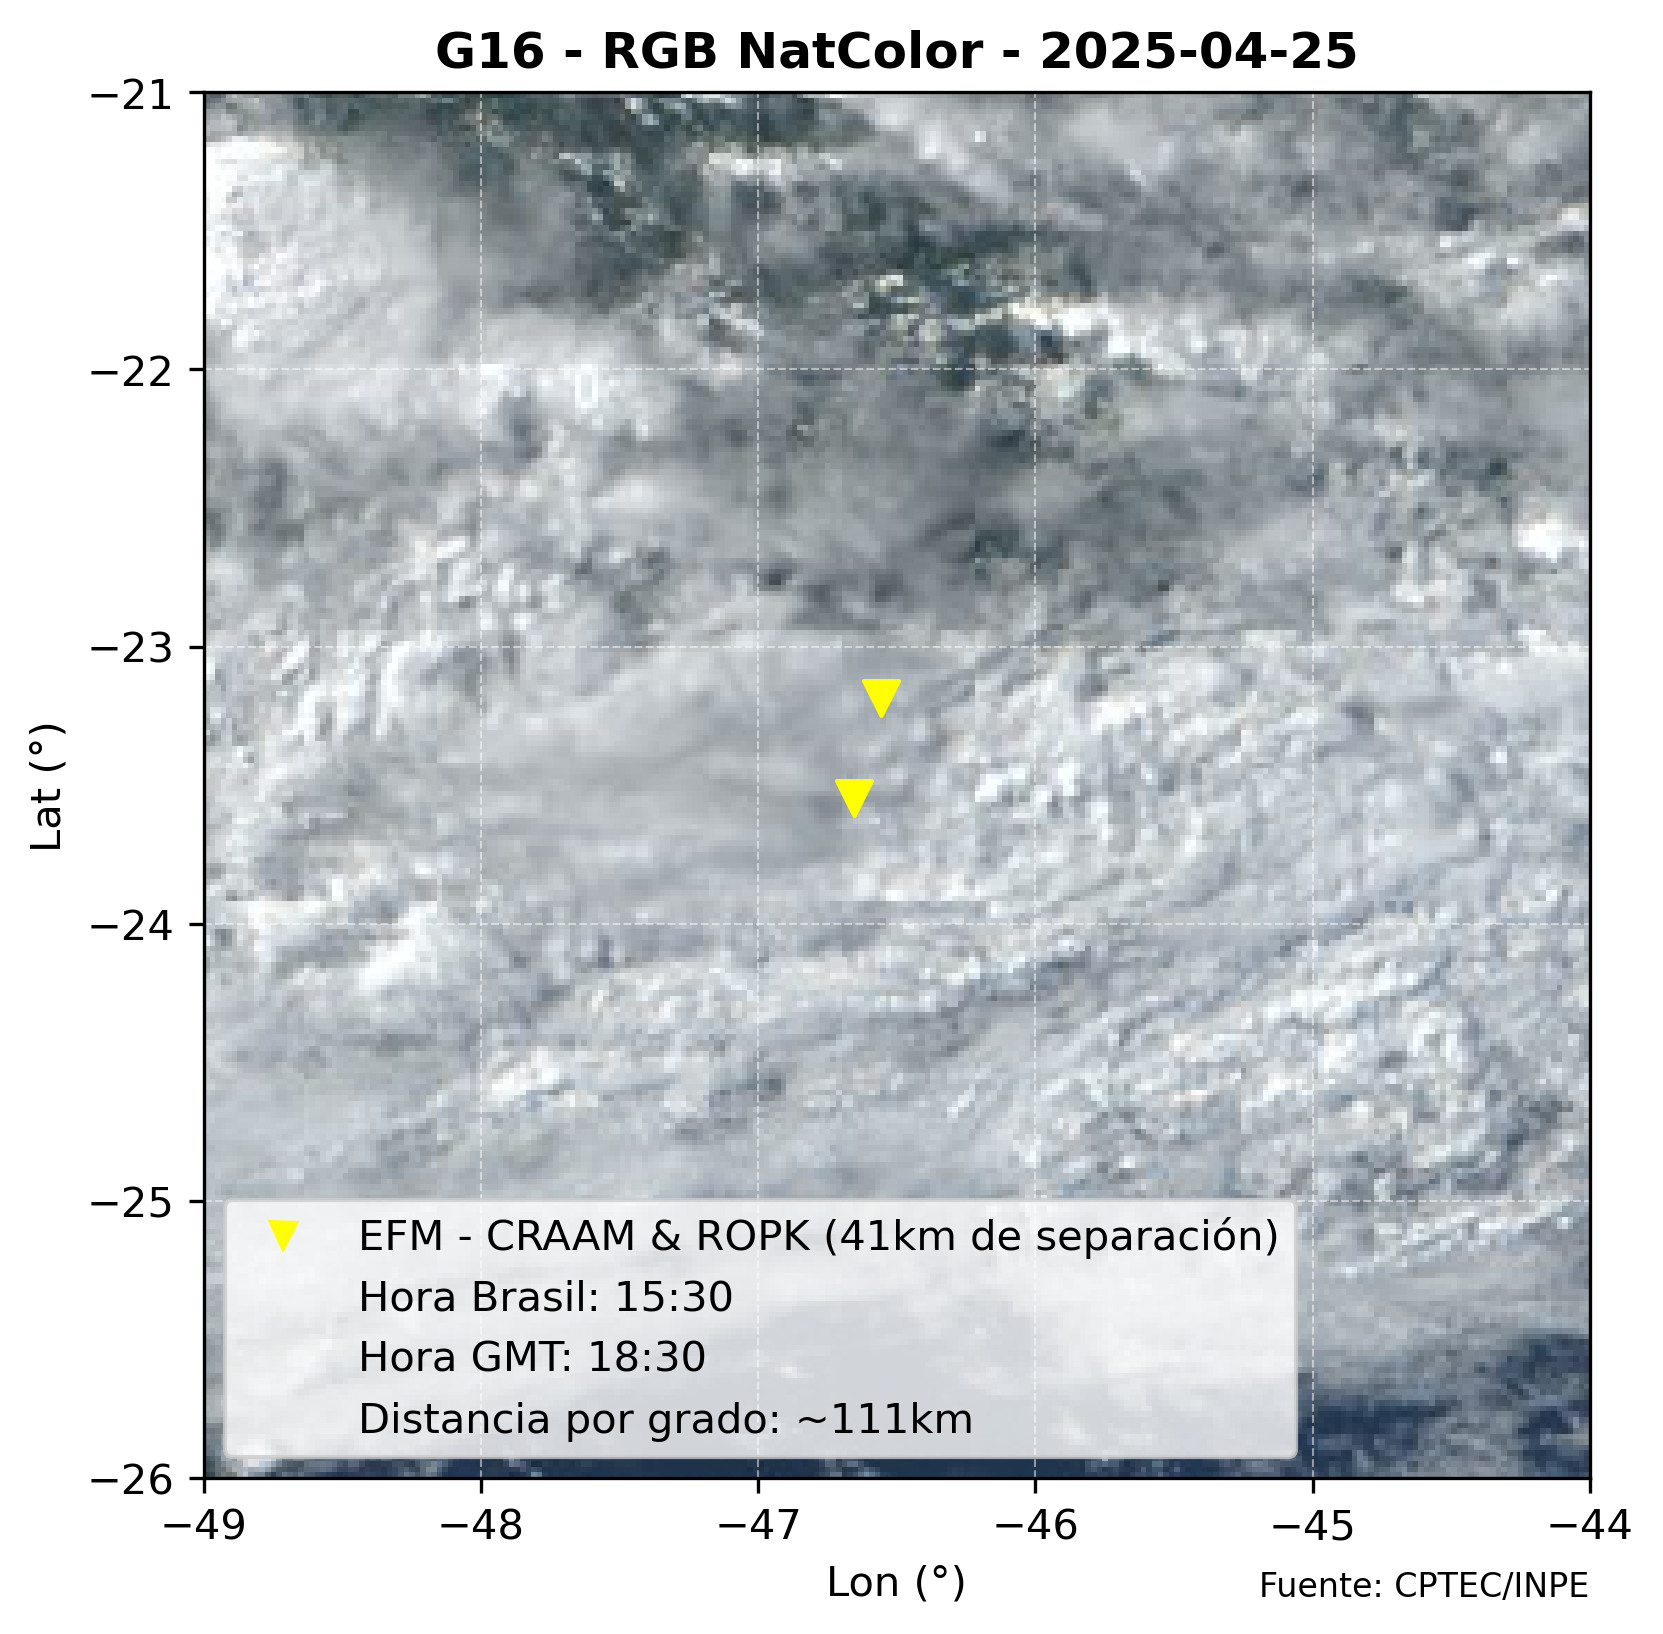 G16 - RGB NatColor - 2025-04-25
−21
−22
−23
−24
−25
−26
Lat (°)
EFM - CRAAM & ROPK (41km de separación)
Hora Brasil: 15:30
Hora GMT: 18:30
Distancia por grado: ~111km
−49 −48 −47 −46 −45 −44
Lon (°)
Fuente: CPTEC/INPE